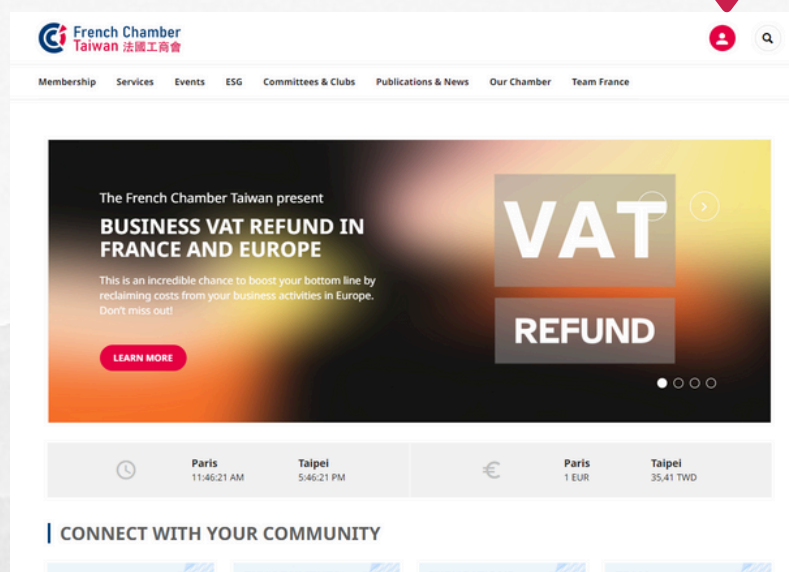 French Chamber
Taiwan 法國工商會
Membership Services Events ESG Committees & Clubs Publications & News Our Chamber Team France
The French Chamber Taiwan present
BUSINESS VAT REFUND IN
FRANCE AND EUROPE
This is an incredible chance to boost your bottom line by
reclaiming costs from your business activities in Europe.
Don't miss out!
LEARN MORE
VAT
REFUND
Paris Taipei Paris Taipei
11:46:21 AM 5:46:21 PM € 1 EUR 35,41 TWD
CONNECT WITH YOUR COMMUNITY